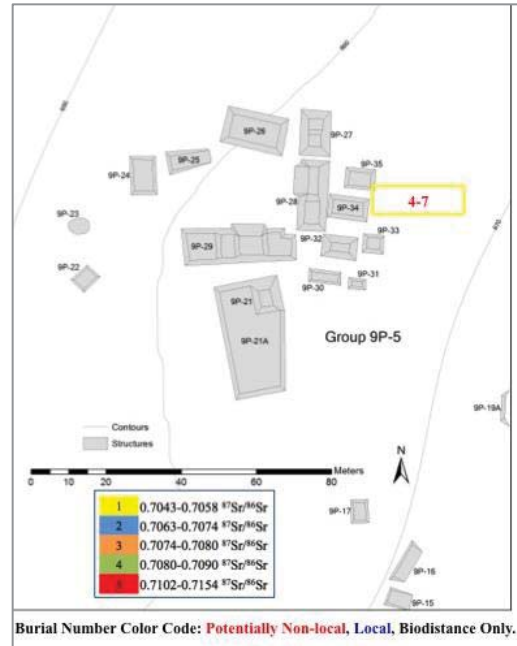 660
690
9P-27
9P-26
9P-35
9P-25
9P-24
4-7
9P-28
9P-34
670
9P-23
9P-33
9P-32
9P-29
9P-22
9P-30
9P-31
9P-21
Group 9P-5
9P-21A
9P-19A
Contours
Structures
N
Meters
0 20 40 60 80
9P-17
1 0.7043-0.7058 ⁸⁷Sr/⁸⁶Sr
2 0.7063-0.7074 ⁸⁷Sr/⁸⁶Sr
3 0.7074-0.7080 ⁸⁷Sr/⁸⁶Sr
4 0.7080-0.7090 ⁸⁷Sr/⁸⁶Sr
5 0.7102-0.7154 ⁸⁷Sr/⁸⁶Sr
9P-16
9P-15
Burial Number Color Code: Potentially Non-local, Local, Biodistance Only.